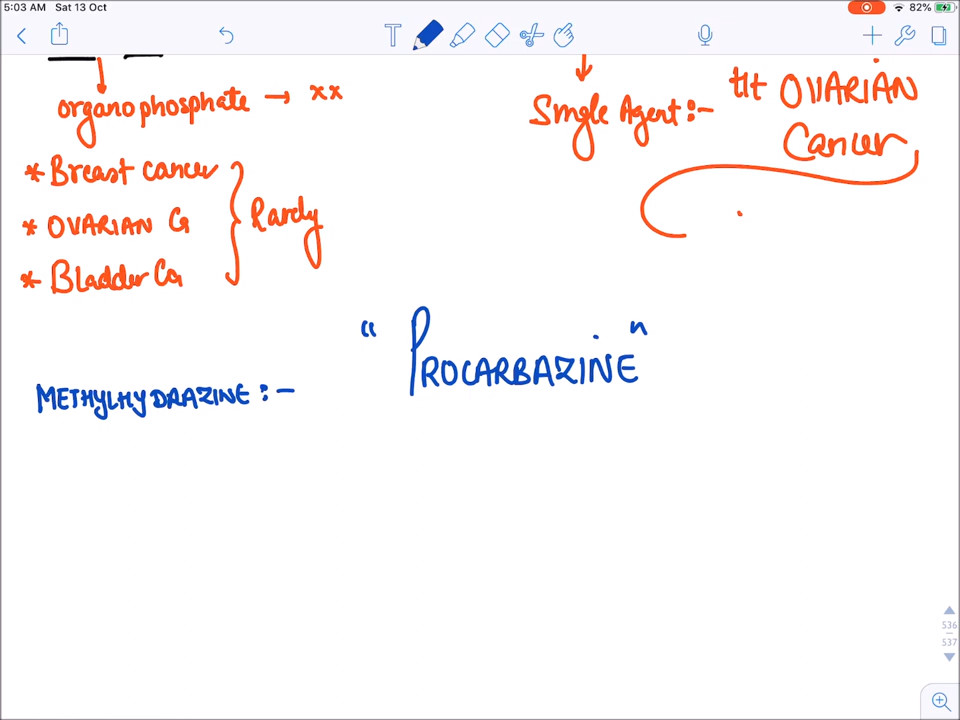 5:03 AM Sat 13 Oct
82%
T
organophosphate → xx
Single Agent :-
ttt OVARIAN
Cancer
* Breast cancer
* OVARIAN Ca
* Bladder Ca
Rarely
" PROCARBAZINE "
METHYLHYDRAZINE :-
536
537